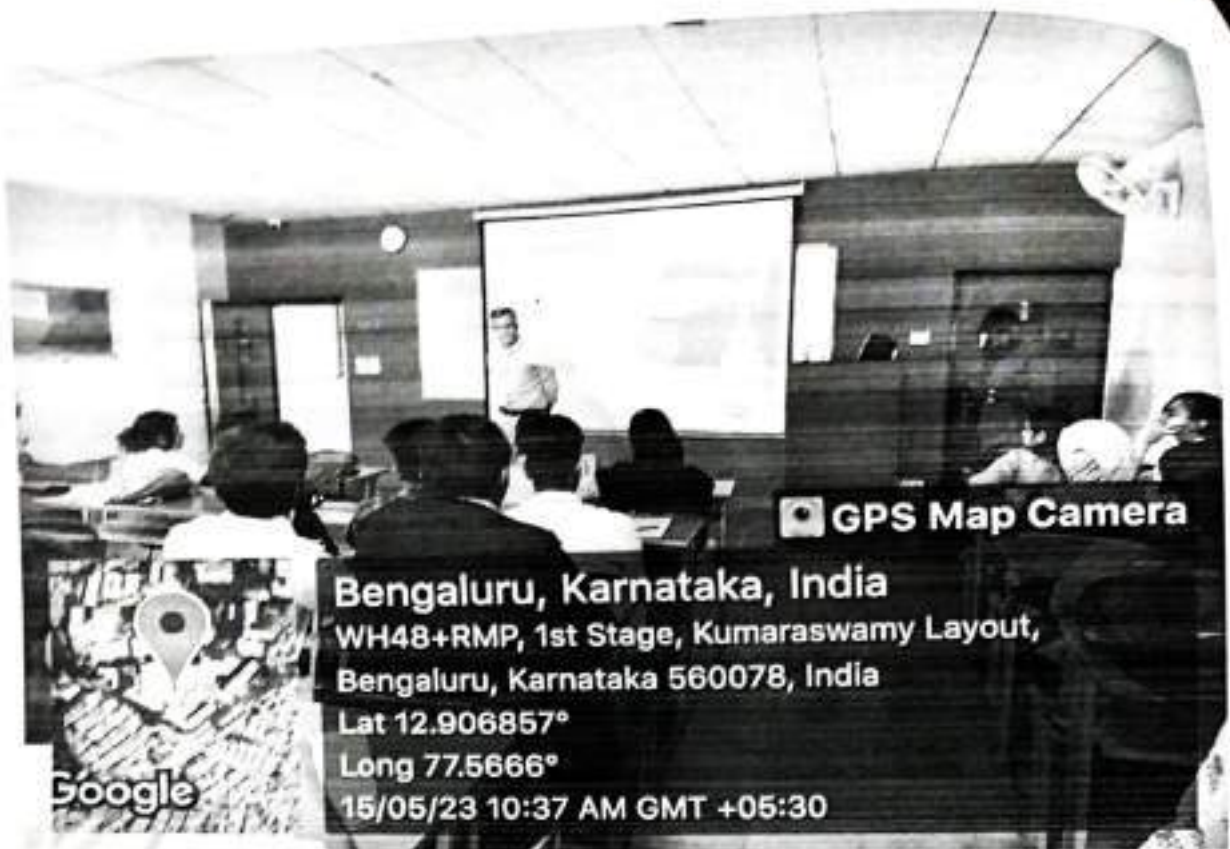 GPS Map Camera
Bengaluru, Karnataka, India
WH48+RMP, 1st Stage, Kumaraswamy Layout,
Bengaluru, Karnataka 560078, India
Lat 12.906857°
Long 77.5666°
15/05/23 10:37 AM GMT +05:30
Google